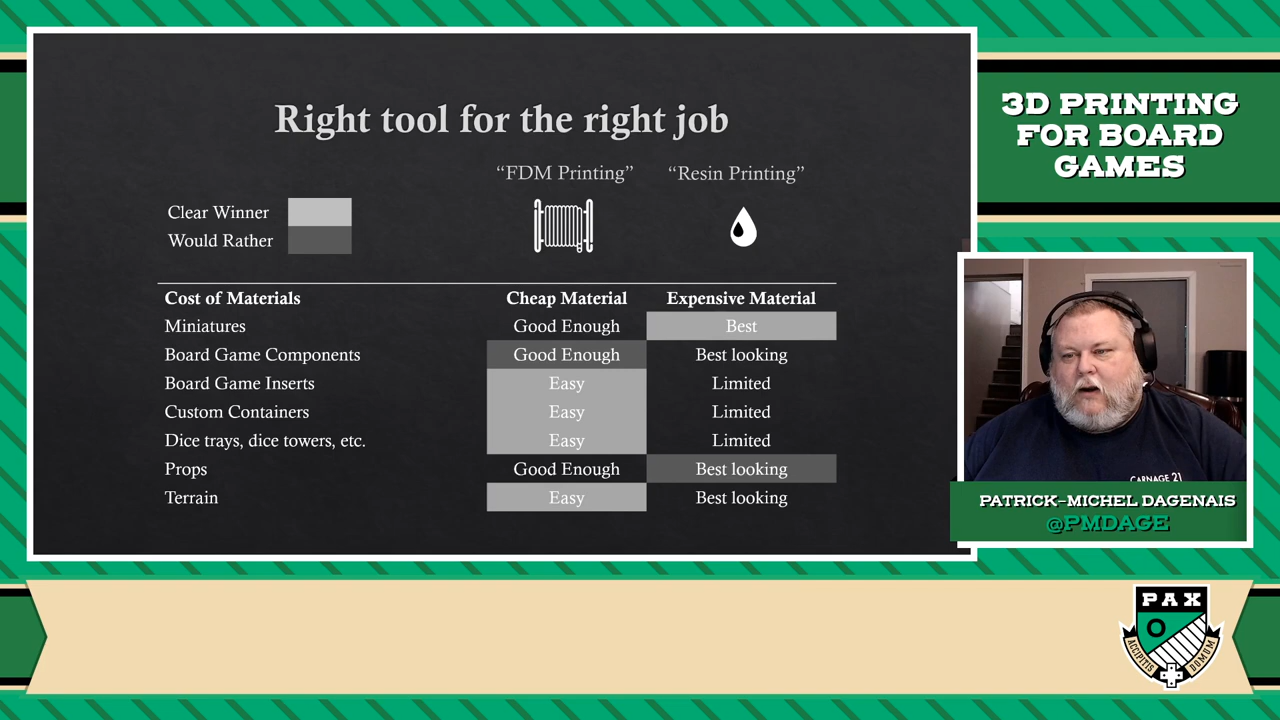 Right tool for the right job
“FDM Printing” “Resin Printing”
Clear Winner
Would Rather
Cost of Materials Cheap Material Expensive Material
Miniatures Good Enough Best
Board Game Components Good Enough Best looking
Board Game Inserts Easy Limited
Custom Containers Easy Limited
Dice trays, dice towers, etc. Easy Limited
Props Good Enough Best looking
Terrain Easy Best looking
3D PRINTING
FOR BOARD
GAMES
CARNAGE 21
PATRICK-MICHEL DAGENAIS
@PMDAGE
PAX
O
ACCIPITIS
DOMUM